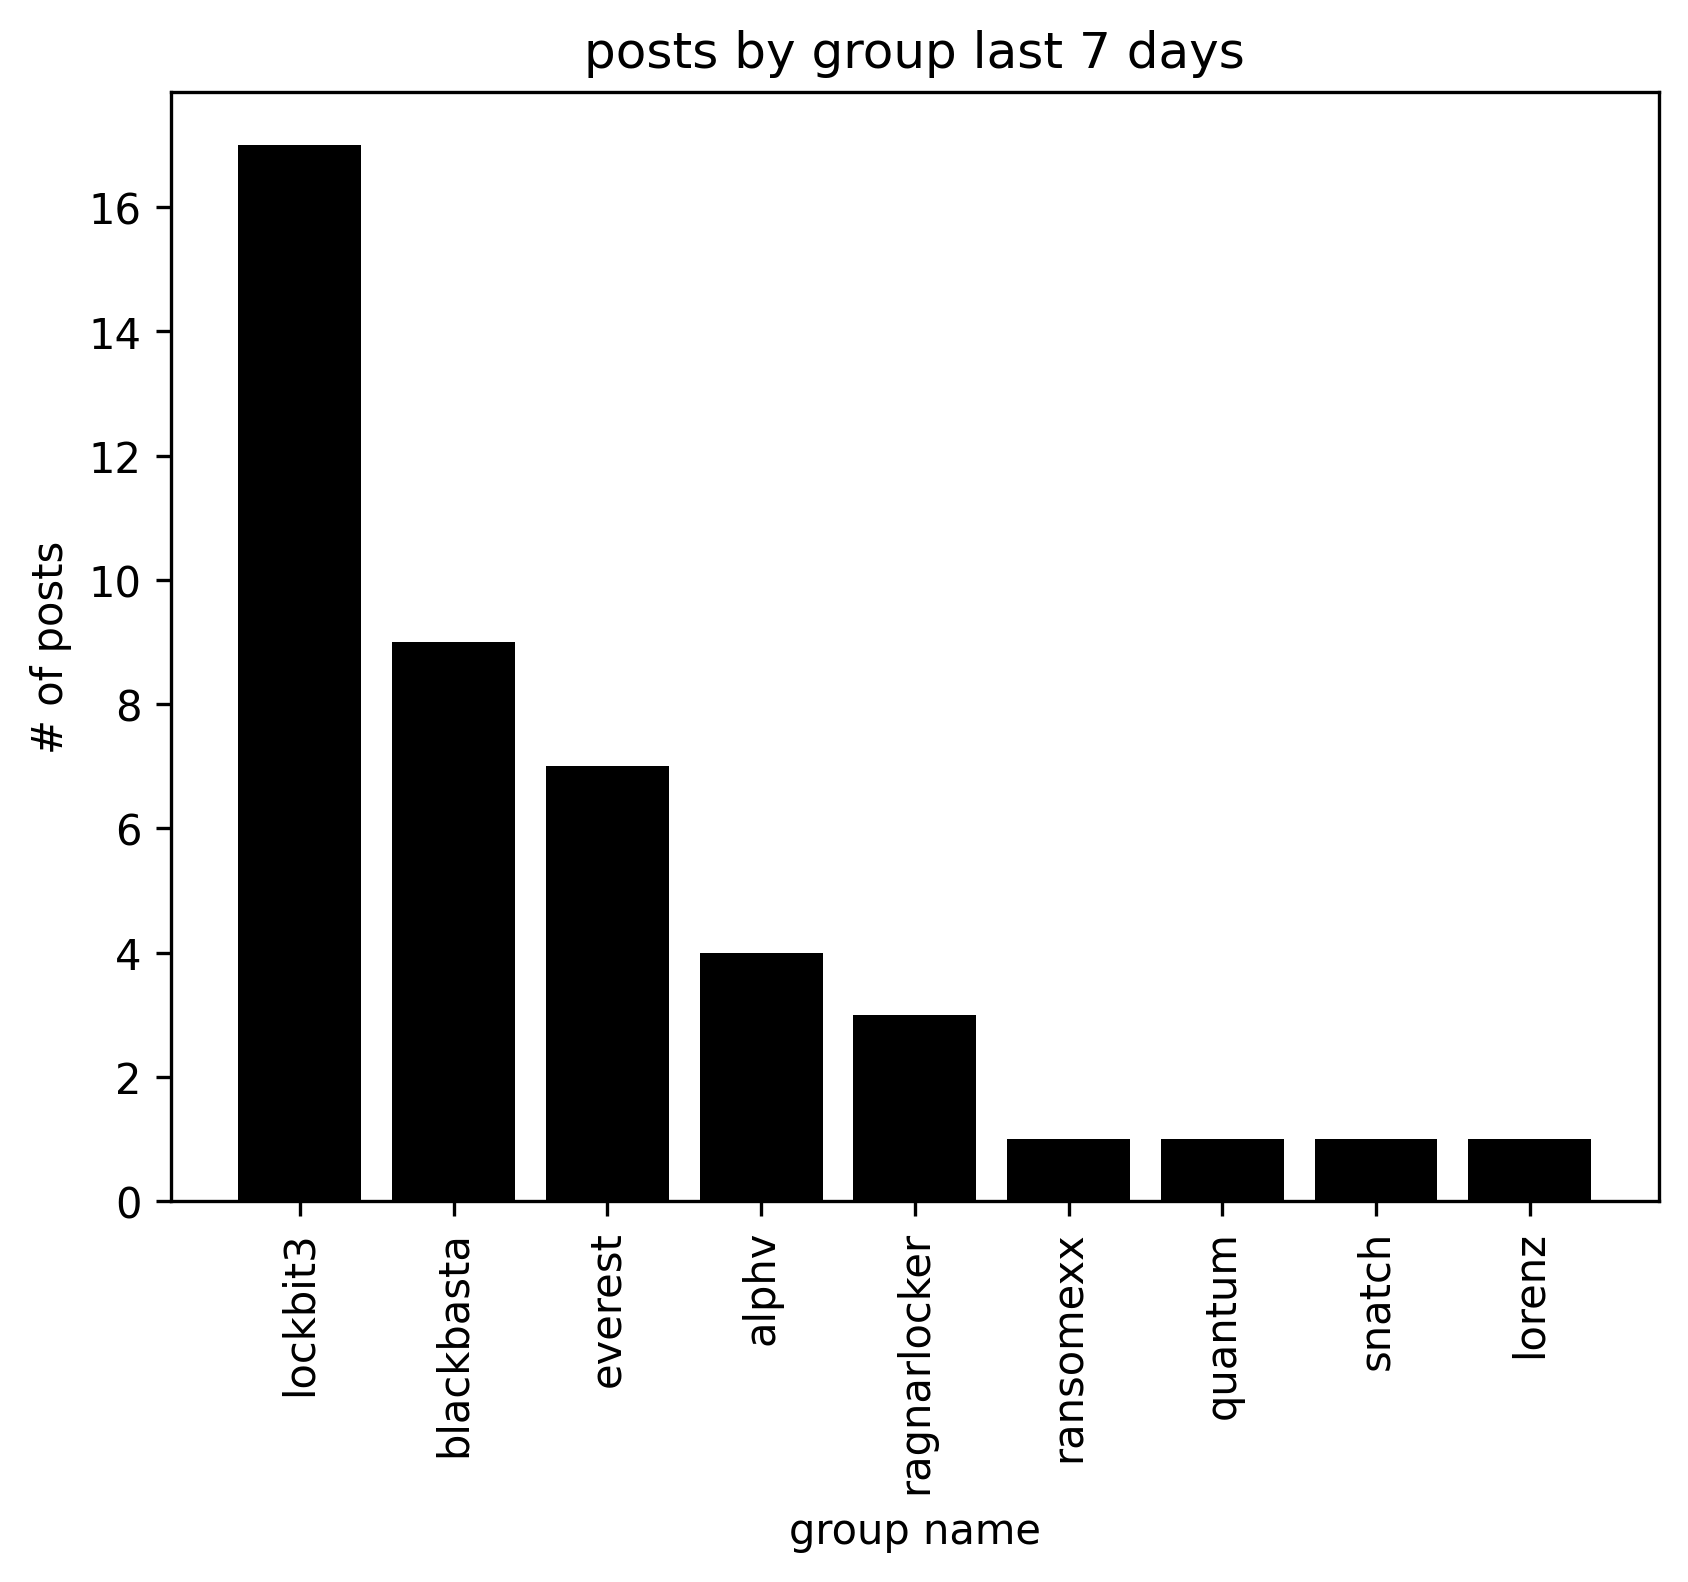 posts by group last 7 days
# of posts
16
14
12
10
8
6
4
2
0
lockbit3
blackbasta
everest
alphv
ragnarlocker
ransomexx
quantum
snatch
lorenz
group name